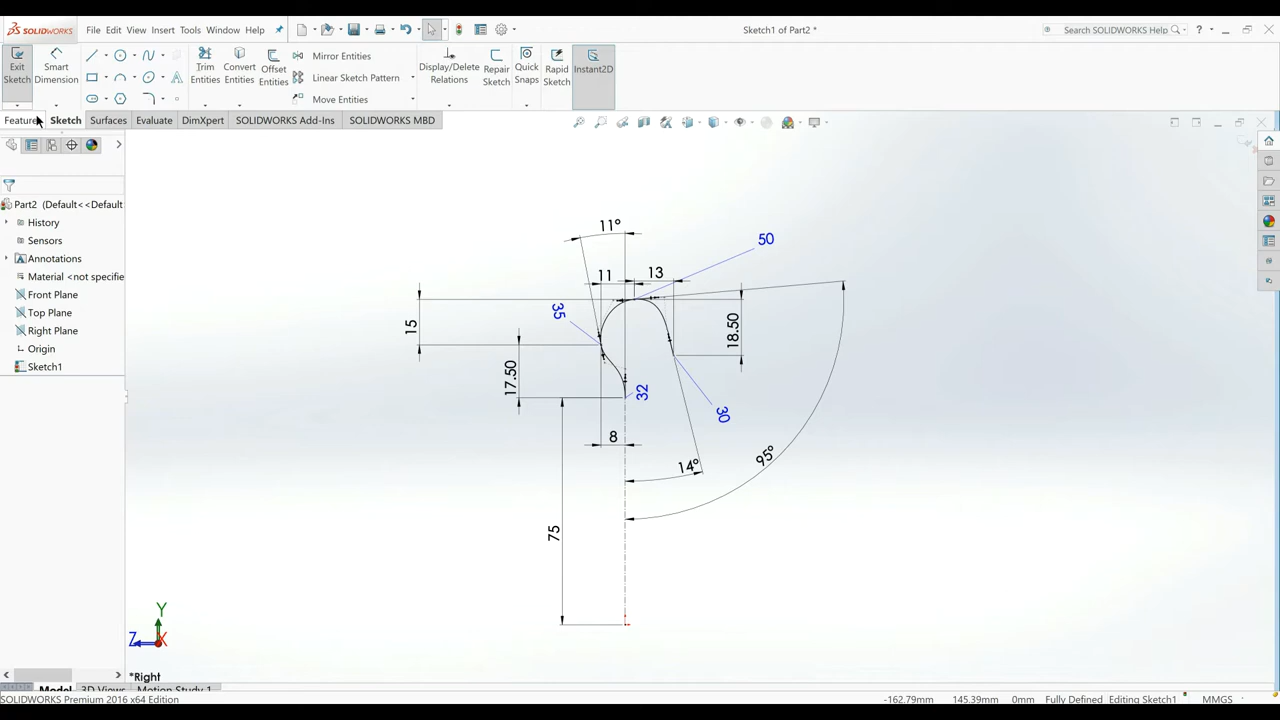 SOLIDWORKS File Edit View Insert Tools Window Help Sketch1 of Part2 * Search SOLIDWORKS Help
Exit Sketch Smart Dimension Trim Entities Convert Entities Offset Entities Mirror Entities Linear Sketch Pattern Move Entities Display/Delete Relations Repair Sketch Quick Snaps Rapid Sketch Instant2D
Feature Sketch Surfaces Evaluate DimXpert SOLIDWORKS Add-Ins SOLIDWORKS MBD
Part2 (Default<<Default
History
Sensors
Annotations
Material <not specifie
Front Plane
Top Plane
Right Plane
Origin
Sketch1
11°
50
11
13
35
15
18.50
17.50
32
30
8
14°
95°
75
Y
Z
X
*Right
Model 3D Views Motion Study 1
SOLIDWORKS Premium 2016 x64 Edition -162.79mm 145.39mm 0mm Fully Defined Editing Sketch1 MMGS